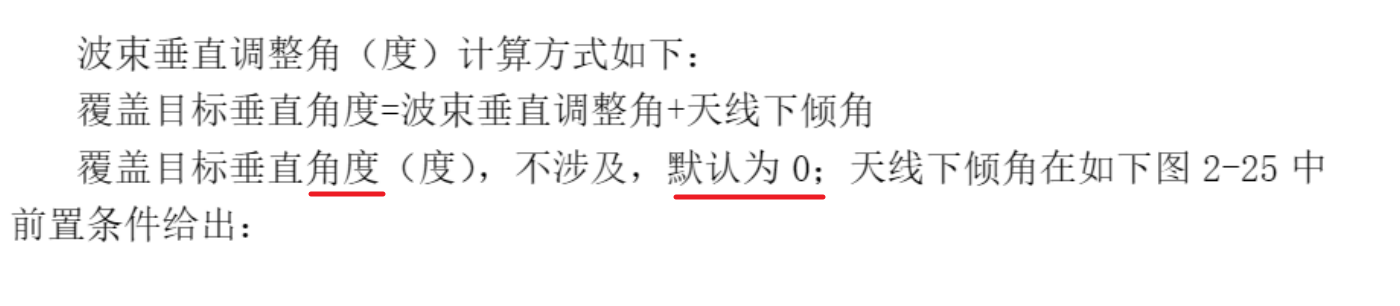 波束垂直调整角（度）计算方式如下：
覆盖目标垂直角度=波束垂直调整角+天线下倾角
覆盖目标垂直角度（度），不涉及，默认为 0；天线下倾角在如下图 2-25 中
前置条件给出：